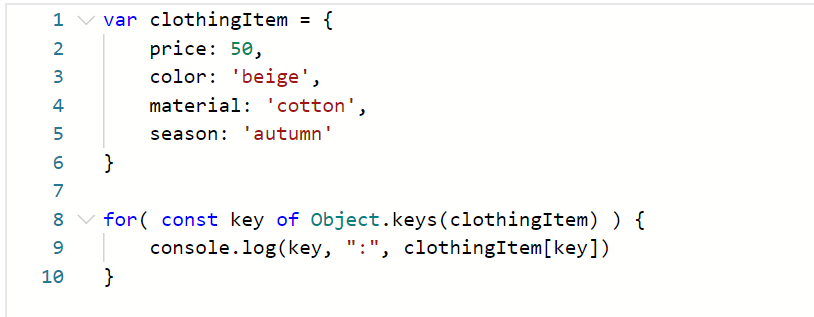 1 var clothingItem = {
2     price: 50,
3     color: 'beige',
4     material: 'cotton',
5     season: 'autumn'
6 }
7
8 for( const key of Object.keys(clothingItem) ) {
9     console.log(key, ":", clothingItem[key])
10 }